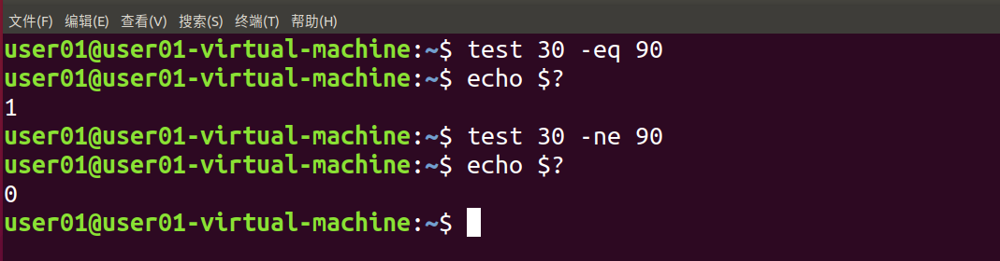 文件(F) 编辑(E) 查看(V) 搜索(S) 终端(T) 帮助(H)
user01@user01-virtual-machine:~$ test 30 -eq 90
user01@user01-virtual-machine:~$ echo $?
1
user01@user01-virtual-machine:~$ test 30 -ne 90
user01@user01-virtual-machine:~$ echo $?
0
user01@user01-virtual-machine:~$